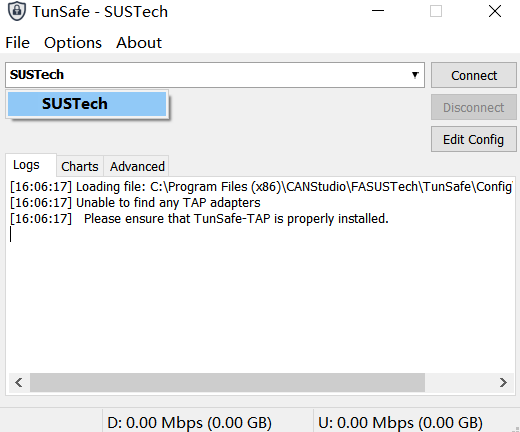 TunSafe - SUSTech
File Options About
SUSTech
Connect
SUSTech
Disconnect
Edit Config
Logs Charts Advanced
[16:06:17] Loading file: C:\Program Files (x86)\CANStudio\FASUSTech\TunSafe\Config
[16:06:17] Unable to find any TAP adapters
[16:06:17] Please ensure that TunSafe-TAP is properly installed.
D: 0.00 Mbps (0.00 GB) U: 0.00 Mbps (0.00 GB)